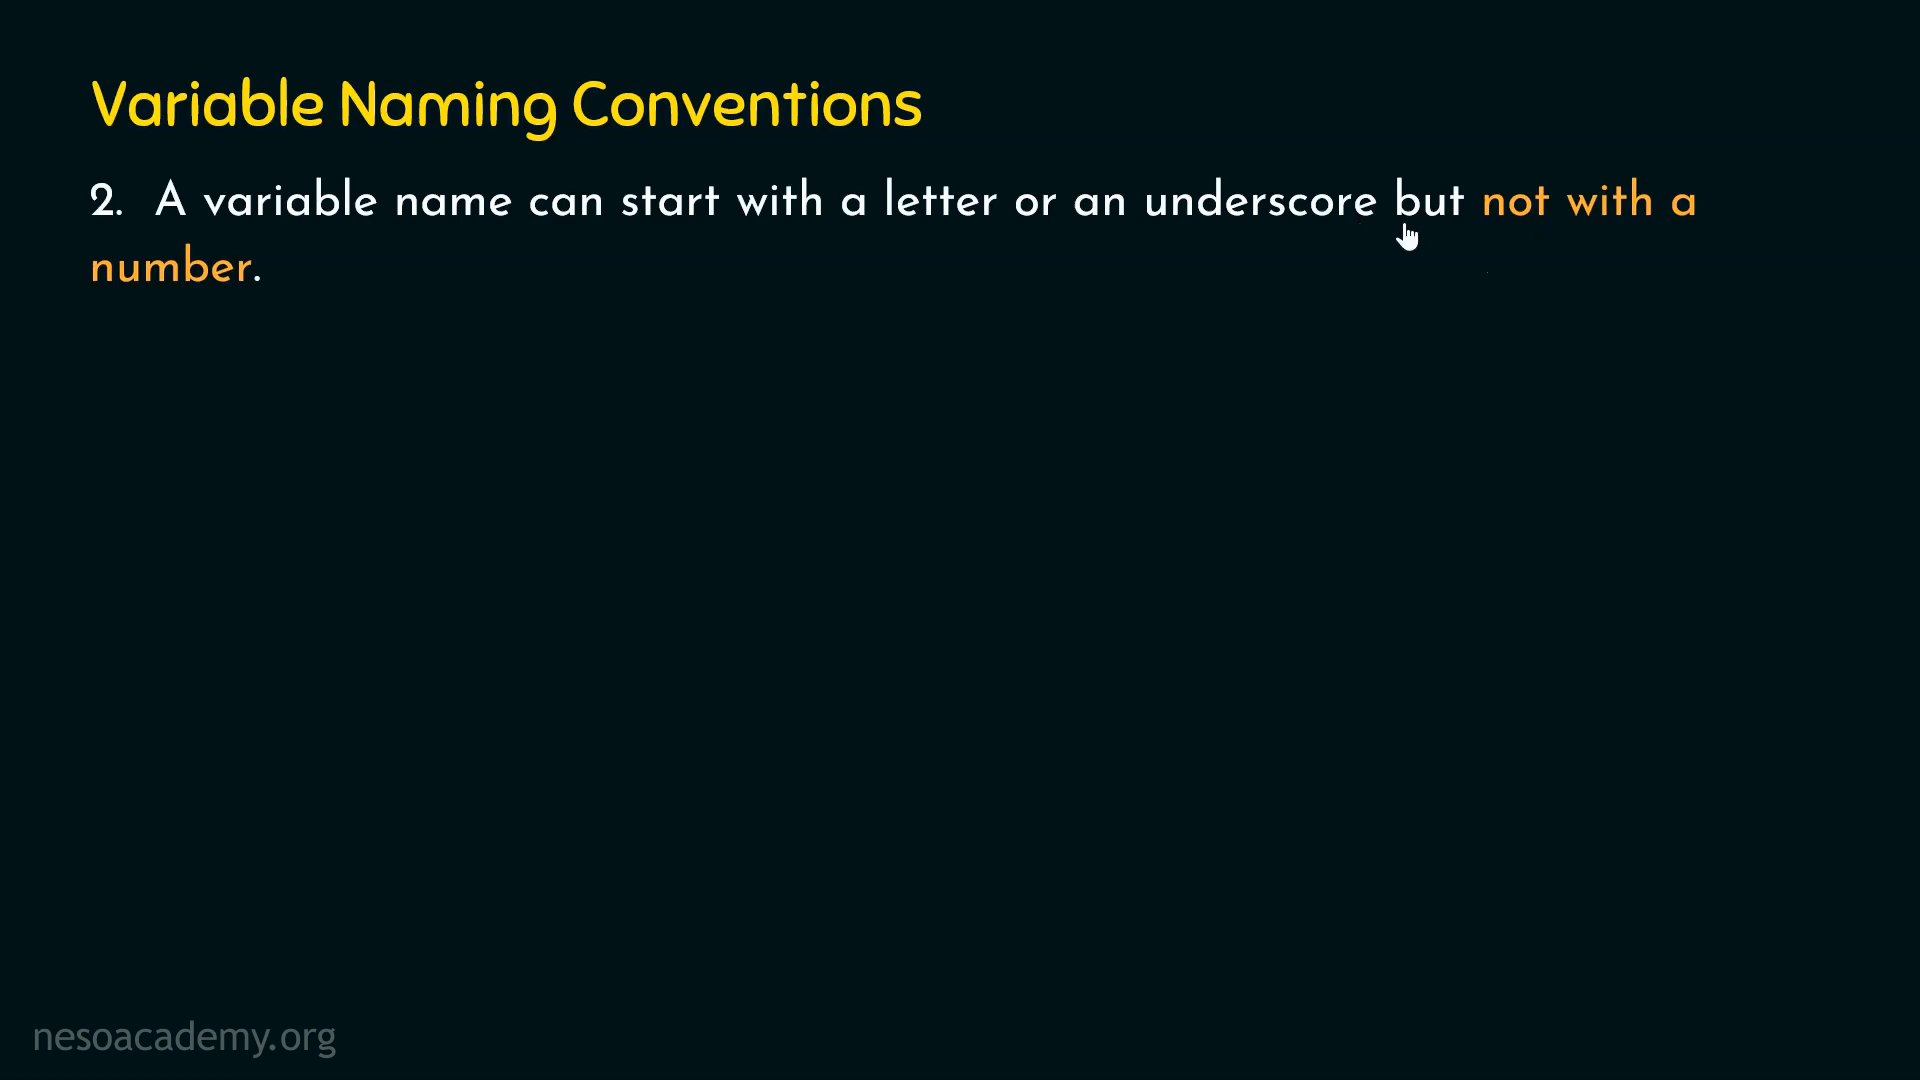 Variable Naming Conventions
2. A variable name can start with a letter or an underscore but not with a
number.
nesoacademy.org